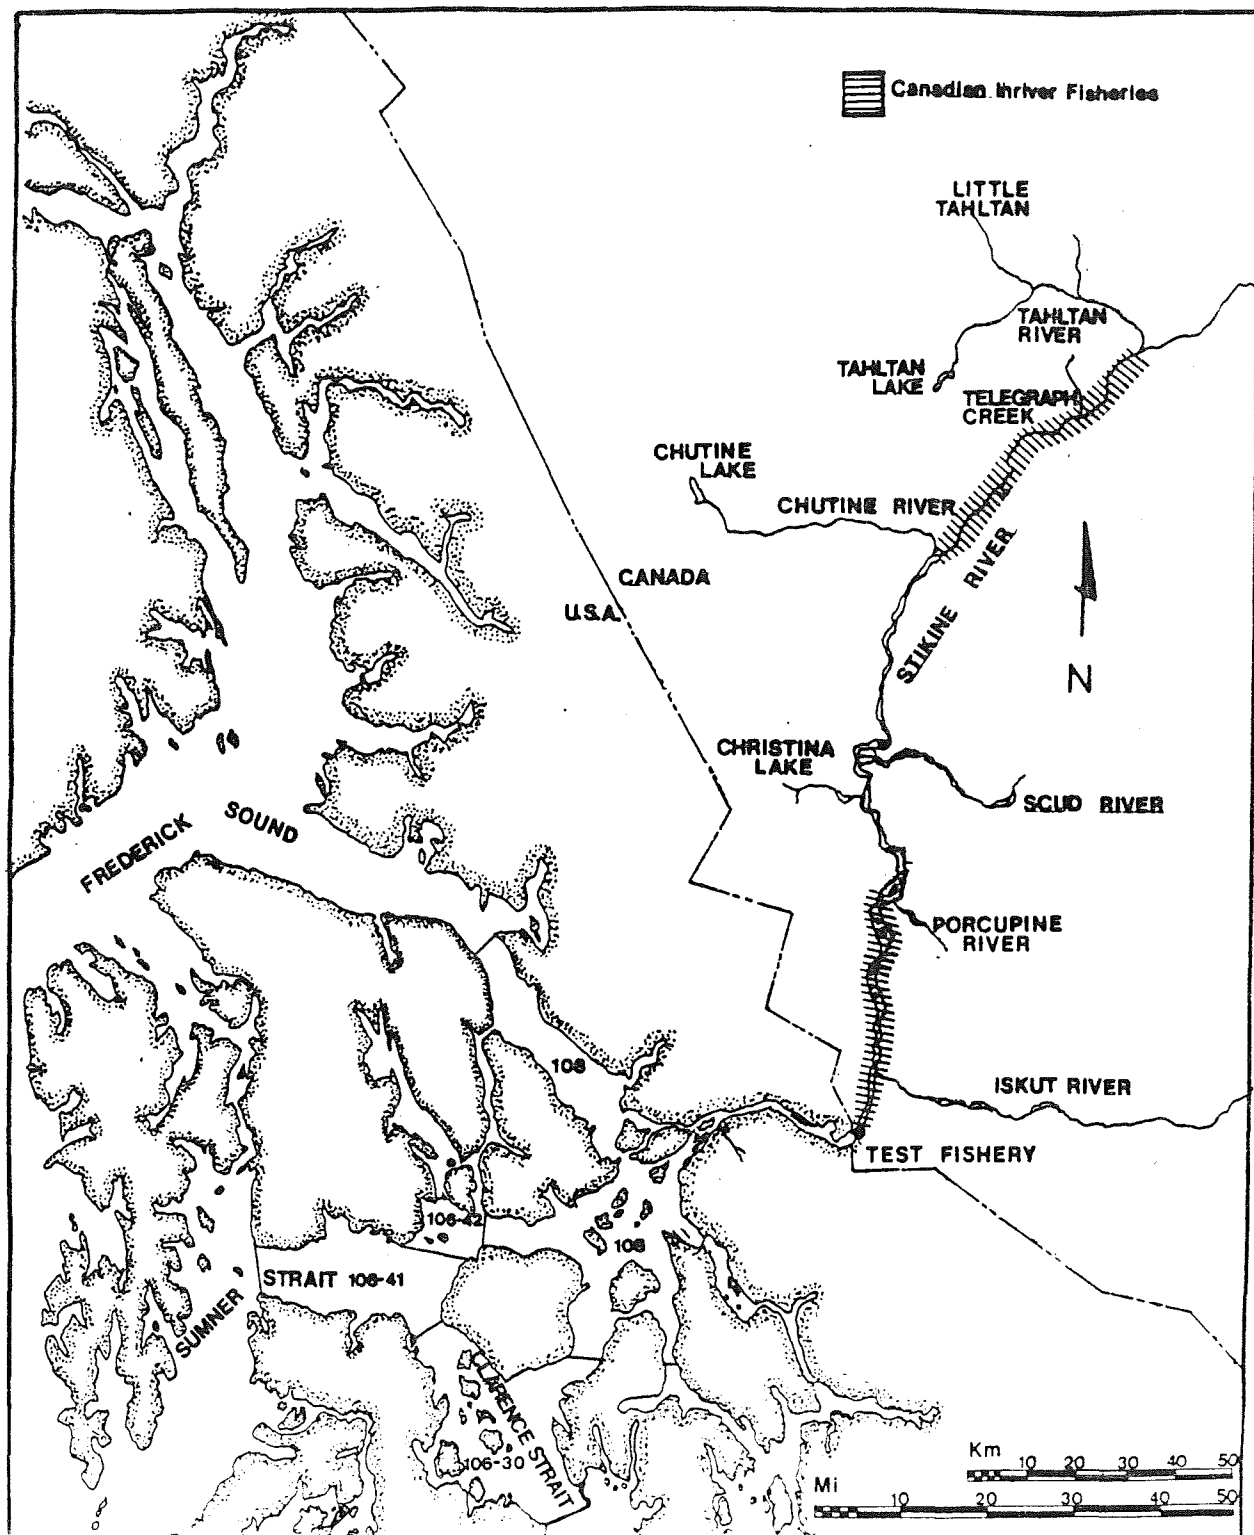 Canadian Inriver Fisheries
LITTLE
TAHLTAN
TAHLTAN
RIVER
TAHLTAN
LAKE
TELEGRAPH
CREEK
CHUTINE
LAKE
CHUTINE RIVER
CANADA
U.S.A.
STIKINE RIVER
N
CHRISTINA
LAKE
SCUD RIVER
FREDERICK SOUND
PORCUPINE
RIVER
108
ISKUT RIVER
TEST FISHERY
106-42
108
STRAIT 106-41
SUMNER
CLARENCE STRAIT
106-30
Km
10 20 30 40 50
Mi
10 20 30 40 50